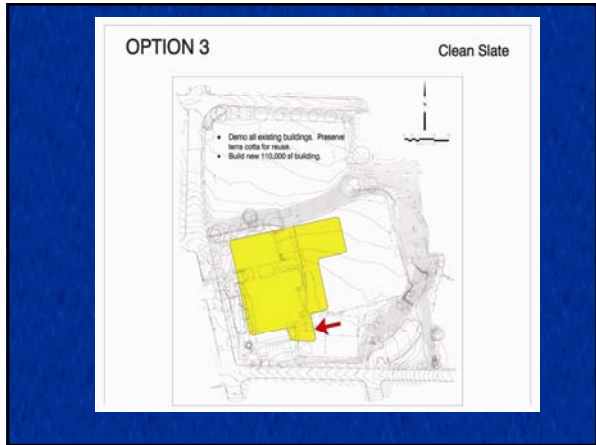 OPTION 3
Clean Slate
• Demo all existing buildings. Preserve
terra cotta for reuse.
• Build new 110,000 sf building.